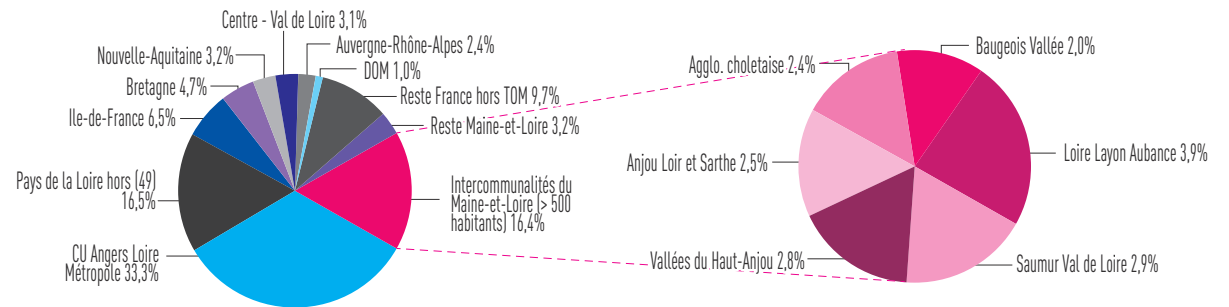 Centre - Val de Loire 3,1%
Auvergne-Rhône-Alpes 2,4%
Nouvelle-Aquitaine 3,2%
DOM 1,0%
Bretagne 4,7%
Reste France hors TOM 9,7%
Ile-de-France 6,5%
Reste Maine-et-Loire 3,2%
Pays de la Loire hors (49)
16,5%
Intercommunalités du
Maine-et-Loire (> 500
habitants) 16,4%
CU Angers Loire
Métropole 33,3%
Baugeois Vallée 2,0%
Agglo. choletaise 2,4%
Loire Layon Aubance 3,9%
Anjou Loir et Sarthe 2,5%
Vallées du Haut-Anjou 2,8%
Saumur Val de Loire 2,9%